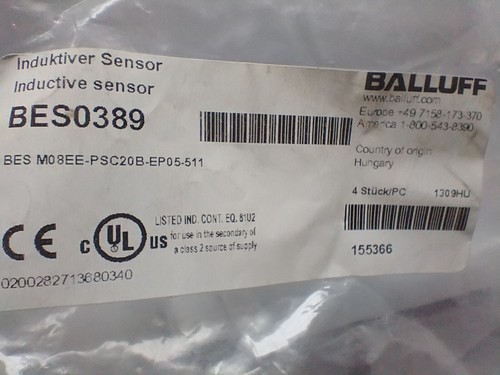 Induktiver Sensor
Inductive sensor
BES0389
BES M08EE-PSC20B-EP05-511
CE
c UL US
LISTED IND. CONT. EQ. 81U2
for use in the secondary of
a class 2 source of supply
0200282713680340
BALLUFF
www.balluff.com
Europe +49 7158-173-370
America 1-800-543-8390
Country of origin
Hungary
4 Stück/PC 1309HU
155366